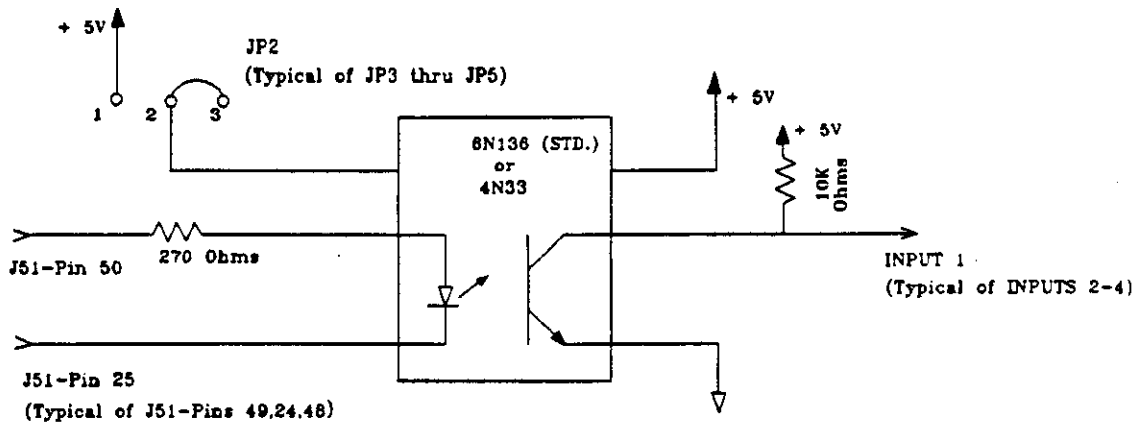 + 5V
JP2
(Typical of JP3 thru JP5)
1 2 3
+ 5V
6N136 (STD.)
or
4N33
+ 5V
10K
Ohms
270 Ohms
J51-Pin 50
INPUT 1
(Typical of INPUTS 2-4)
J51-Pin 25
(Typical of J51-Pins 49,24,48)